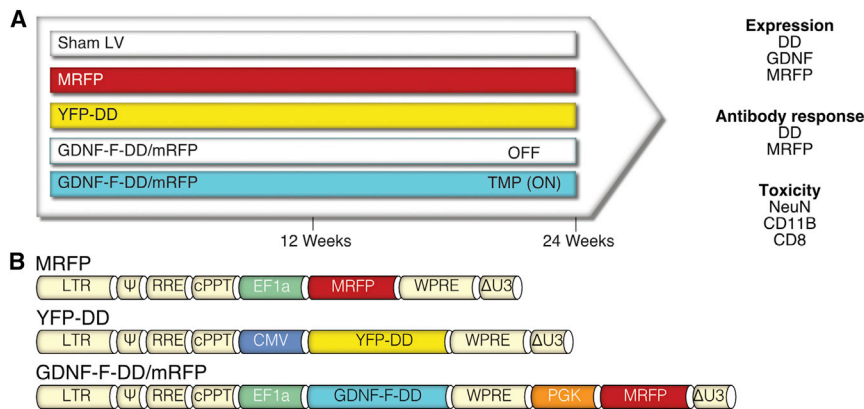 A
Sham LV
MRFP
YFP-DD
GDNF-F-DD/mRFP OFF
GDNF-F-DD/mRFP TMP (ON)
12 Weeks 24 Weeks
Expression
DD
GDNF
MRFP
Antibody response
DD
MRFP
Toxicity
NeuN
CD11B
CD8
B
MRFP
LTR Ψ RRE cPPT EF1a MRFP WPRE ΔU3
YFP-DD
LTR Ψ RRE cPPT CMV YFP-DD WPRE ΔU3
GDNF-F-DD/mRFP
LTR Ψ RRE cPPT EF1a GDNF-F-DD WPRE PGK MRFP ΔU3